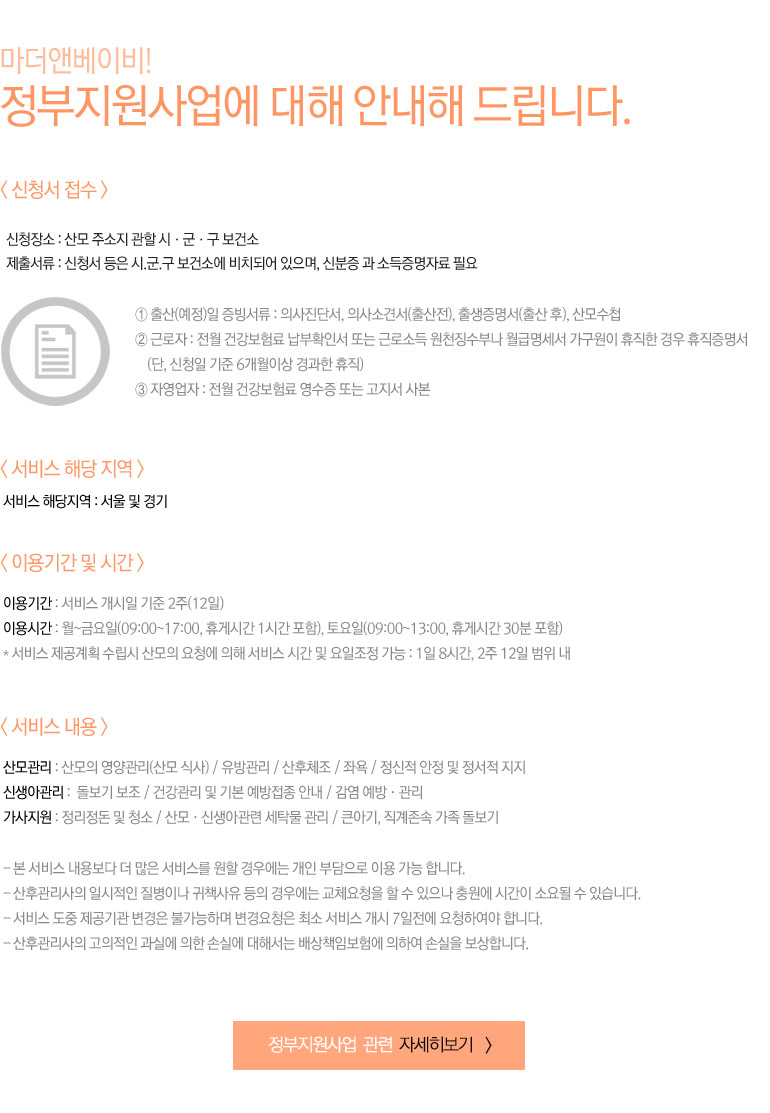 마더앤베이비!
정부지원사업에 대해 안내해 드립니다.
〈 신청서 접수 〉
신청장소 : 산모 주소지 관할 시 · 군 · 구 보건소
제출서류 : 신청서 등은 시.군.구 보건소에 비치되어 있으며, 신분증 과 소득증명자료 필요
① 출산(예정)일 증빙서류 : 의사진단서, 의사소견서(출산전), 출생증명서(출산 후), 산모수첩
② 근로자 : 전월 건강보험료 납부확인서 또는 근로소득 원천징수부나 월급명세서 가구원이 휴직한 경우 휴직증명서
(단, 신청일 기준 6개월이상 경과한 휴직)
③ 자영업자 : 전월 건강보험료 영수증 또는 고지서 사본
〈 서비스 해당 지역 〉
서비스 해당지역 : 서울 및 경기
〈 이용기간 및 시간 〉
이용기간 : 서비스 개시일 기준 2주(12일)
이용시간 : 월~금요일(09:00~17:00, 휴게시간 1시간 포함), 토요일(09:00~13:00, 휴게시간 30분 포함)
* 서비스 제공계획 수립시 산모의 요청에 의해 서비스 시간 및 요일조정 가능 : 1일 8시간, 2주 12일 범위 내
〈 서비스 내용 〉
산모관리 : 산모의 영양관리(산모 식사) / 유방관리 / 산후체조 / 좌욕 / 정신적 안정 및 정서적 지지
신생아관리 : 돌보기 보조 / 건강관리 및 기본 예방접종 안내 / 감염 예방 · 관리
가사지원 : 정리정돈 및 청소 / 산모 · 신생아관련 세탁물 관리 / 큰아기, 직계존속 가족 돌보기
- 본 서비스 내용보다 더 많은 서비스를 원할 경우에는 개인 부담으로 이용 가능 합니다.
- 산후관리사의 일시적인 질병이나 귀책사유 등의 경우에는 교체요청을 할 수 있으나 충원에 시간이 소요될 수 있습니다.
- 서비스 도중 제공기관 변경은 불가능하며 변경요청은 최소 서비스 개시 7일전에 요청하여야 합니다.
- 산후관리사의 고의적인 과실에 의한 손실에 대해서는 배상책임보험에 의하여 손실을 보상합니다.
정부지원사업 관련 자세히보기 〉